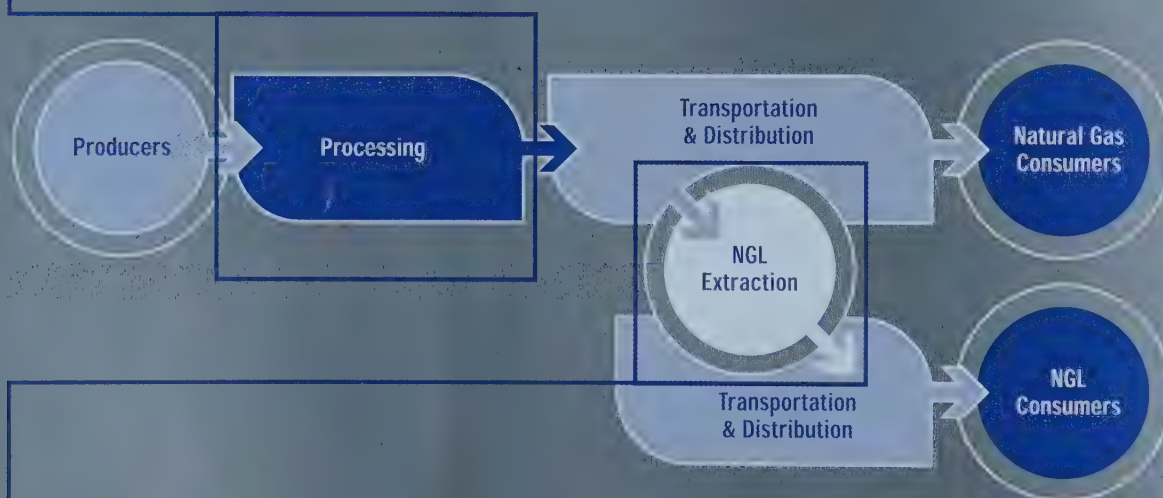 Producers
Processing
Transportation
& Distribution
Natural Gas
Consumers
NGL
Extraction
Transportation
& Distribution
NGL
Consumers